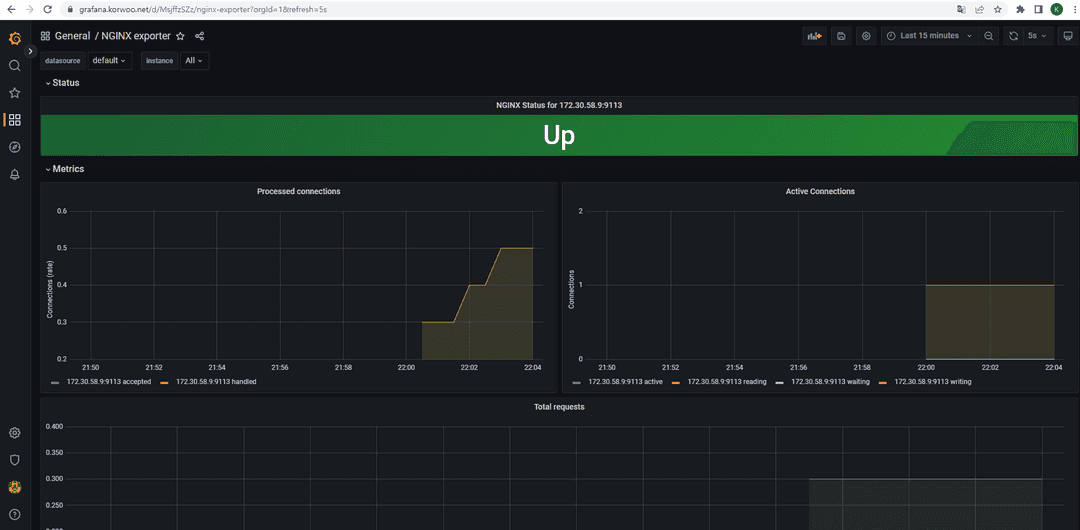 grafana.korwoo.net/d/MsjffzSZz/nginx-exporter?orgId=1&refresh=5s
K
General / NGINX exporter
Last 15 minutes
5s
datasource default instance All
Status
NGINX Status for 172.30.58.9:9113
Up
Metrics
Processed connections
Connections (rate)
0.6
0.5
0.4
0.3
0.2
21:50 21:52 21:54 21:56 21:58 22:00 22:02 22:04
172.30.58.9:9113 accepted 172.30.58.9:9113 handled
Active Connections
Connections
2
1
0
21:50 21:52 21:54 21:56 21:58 22:00 22:02 22:04
172.30.58.9:9113 active 172.30.58.9:9113 reading 172.30.58.9:9113 waiting 172.30.58.9:9113 writing
Total requests
0.400
0.350
0.300
0.250